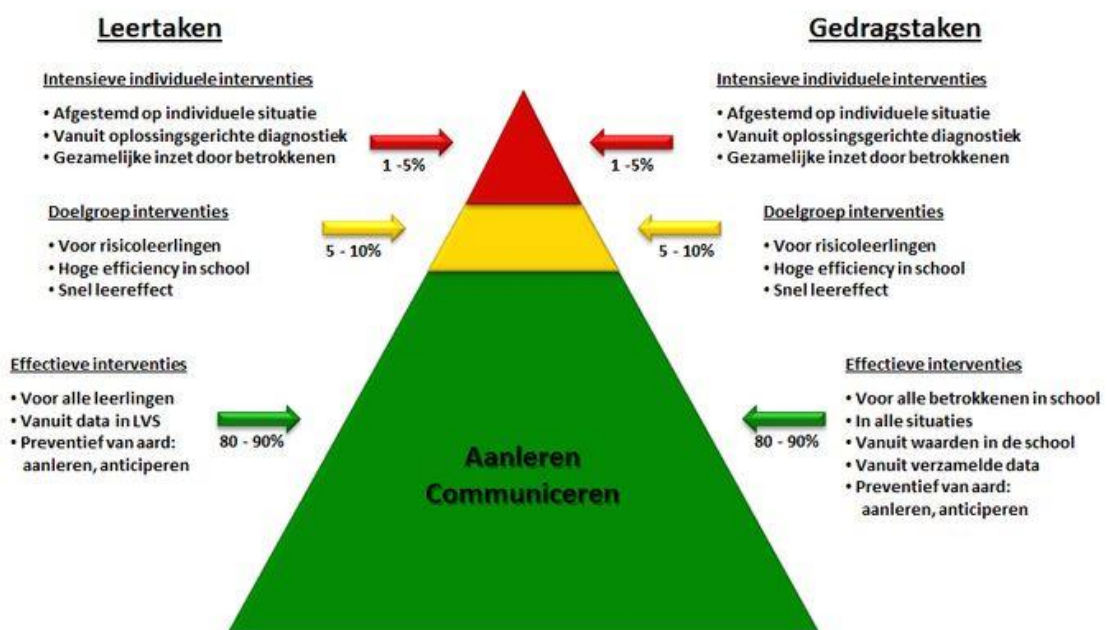 Leertaken
Intensieve individuele interventies
• Afgestemd op individuele situatie
• Vanuit oplossingsgerichte diagnostiek
• Gezamelijke inzet door betrokkenen
1 -5%
Doelgroep interventies
• Voor risicoleerlingen
• Hoge efficiency in school
• Snel leereffect
5 - 10%
Effectieve interventies
• Voor alle leerlingen
• Vanuit data in LVS
• Preventief van aard:
aanleren, anticiperen
80 - 90%
Aanleren
Communiceren
Gedragstaken
Intensieve individuele interventies
• Afgestemd op individuele situatie
• Vanuit oplossingsgerichte diagnostiek
• Gezamelijke inzet door betrokkenen
1 -5%
Doelgroep interventies
• Voor risicoleerlingen
• Hoge efficiency in school
• Snel leereffect
5 - 10%
Effectieve interventies
• Voor alle betrokkenen in school
• In alle situaties
• Vanuit waarden in de school
• Vanuit verzamelde data
• Preventief van aard:
aanleren, anticiperen
80 - 90%